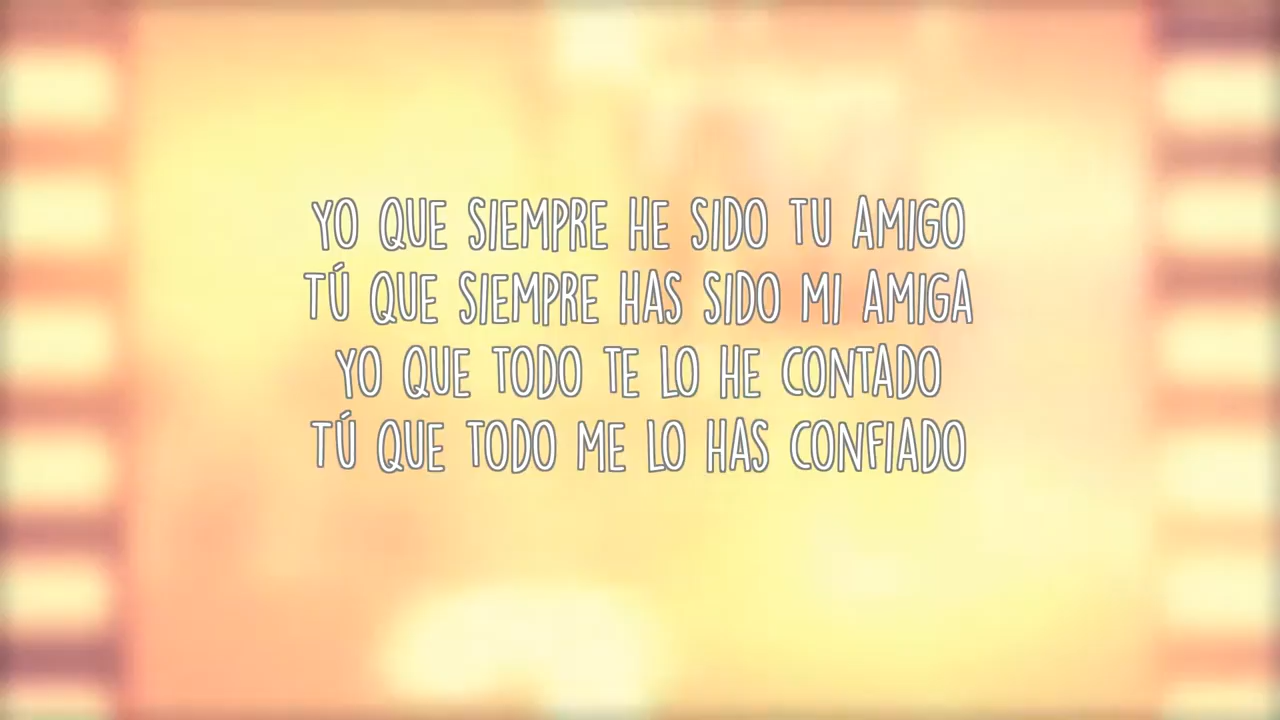 YO QUE SIEMPRE HE SIDO TU AMIGO
TÚ QUE SIEMPRE HAS SIDO MI AMIGA
YO QUE TODO TE LO HE CONTADO
TÚ QUE TODO ME LO HAS CONFIADO